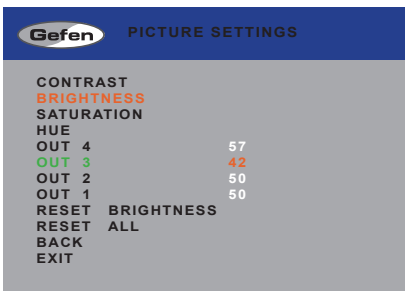 Gefen PICTURE SETTINGS
CONTRAST
BRIGHTNESS
SATURATION
HUE
OUT 4 57
OUT 3 42
OUT 2 50
OUT 1 50
RESET BRIGHTNESS
RESET ALL
BACK
EXIT